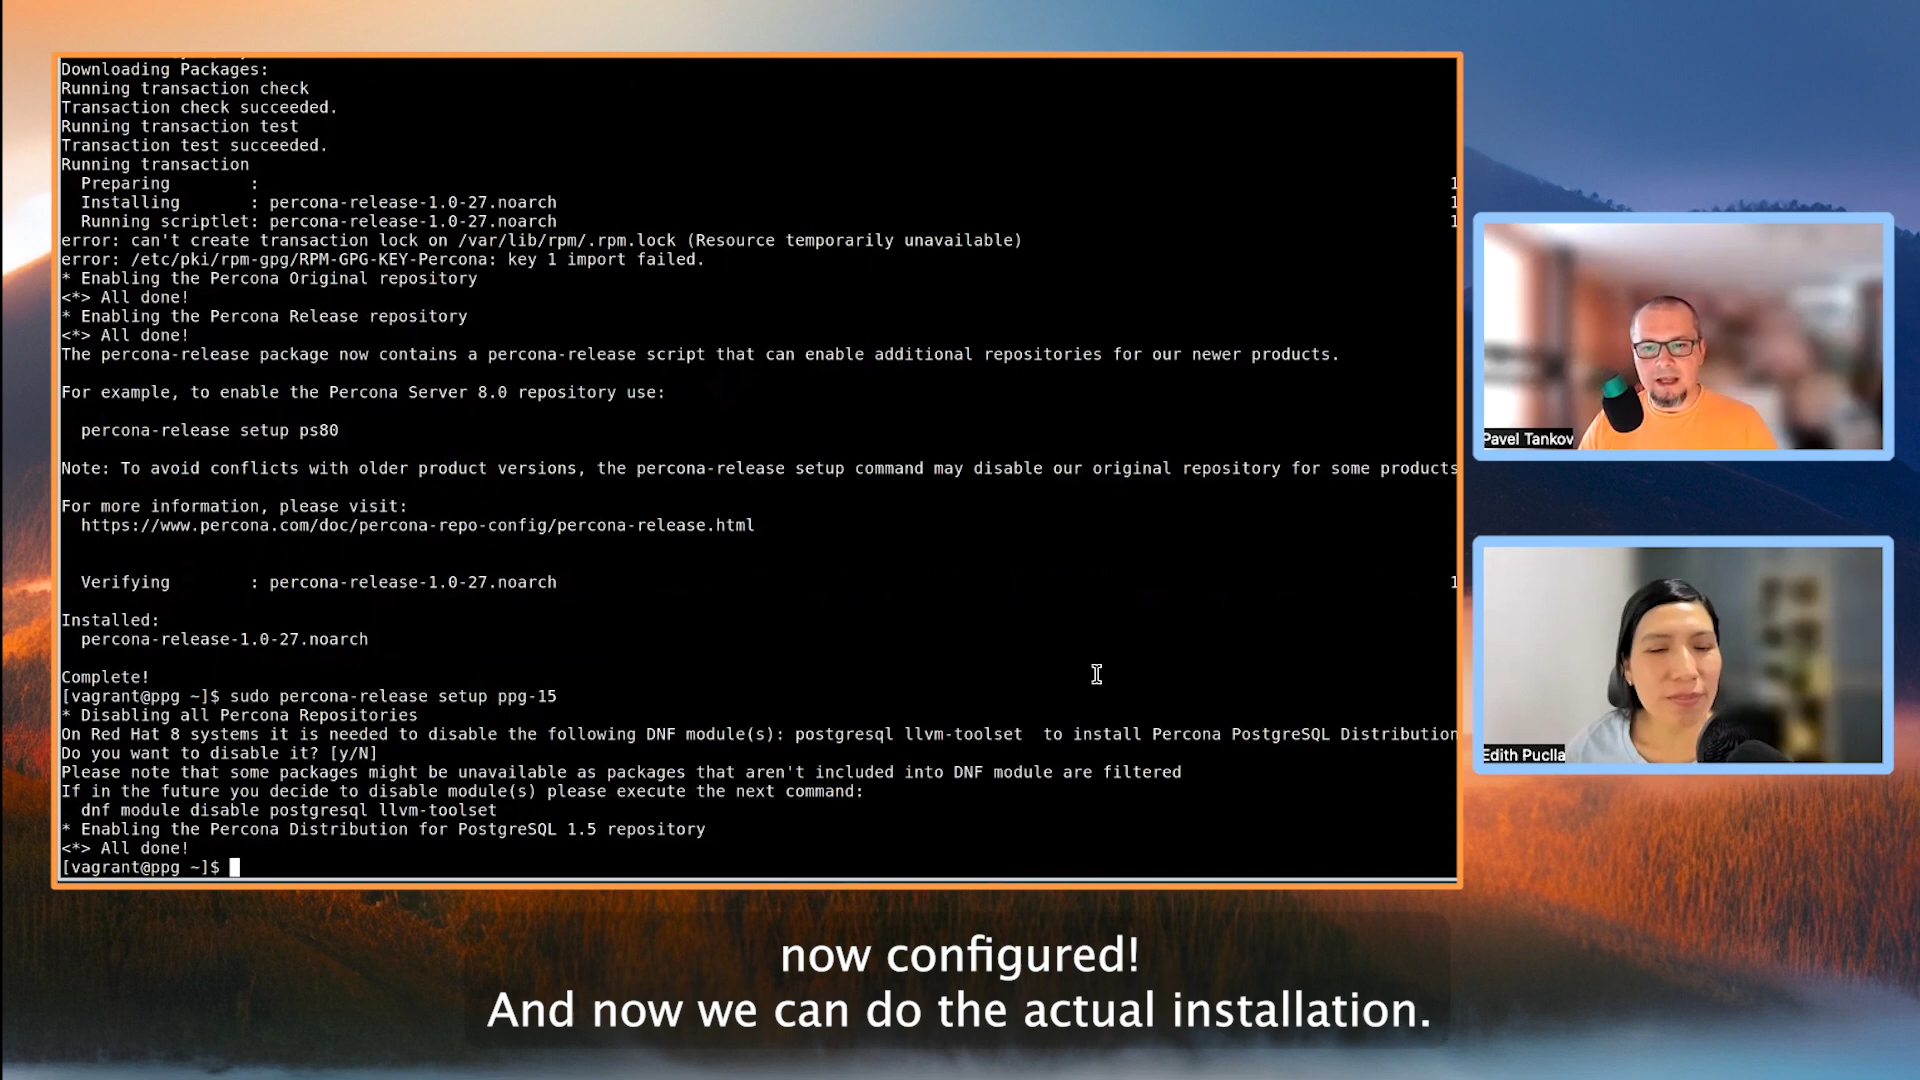 Downloading Packages:
Running transaction check
Transaction check succeeded.
Running transaction test
Transaction test succeeded.
Running transaction
  Preparing        :                                                                                                                         1
  Installing       : percona-release-1.0-27.noarch                                                                                           1
  Running scriptlet: percona-release-1.0-27.noarch                                                                                           1
error: can't create transaction lock on /var/lib/rpm/.rpm.lock (Resource temporarily unavailable)
error: /etc/pki/rpm-gpg/RPM-GPG-KEY-Percona: key 1 import failed.
* Enabling the Percona Original repository
<*> All done!
* Enabling the Percona Release repository
<*> All done!
The percona-release package now contains a percona-release script that can enable additional repositories for our newer products.
For example, to enable the Percona Server 8.0 repository use:
  percona-release setup ps80
Note: To avoid conflicts with older product versions, the percona-release setup command may disable our original repository for some products
For more information, please visit:
  https://www.percona.com/doc/percona-repo-config/percona-release.html
  Verifying        : percona-release-1.0-27.noarch                                                                                           1
Installed:
  percona-release-1.0-27.noarch
Complete!
[vagrant@ppg ~]$ sudo percona-release setup ppg-15
* Disabling all Percona Repositories
On Red Hat 8 systems it is needed to disable the following DNF module(s): postgresql llvm-toolset  to install Percona PostgreSQL Distribution
Do you want to disable it? [y/N]
Please note that some packages might be unavailable as packages that aren't included into DNF module are filtered
If in the future you decide to disable module(s) please execute the next command:
  dnf module disable postgresql llvm-toolset
* Enabling the Percona Distribution for PostgreSQL 1.5 repository
<*> All done!
[vagrant@ppg ~]$
Pavel Tankov
Edith Puclla
now configured!
And now we can do the actual installation.